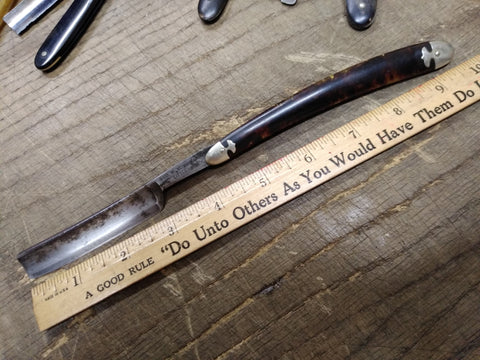 1 2 3 4 5 6 7 8 9 10
A GOOD RULE "Do Unto Others As You Would Have Them Do